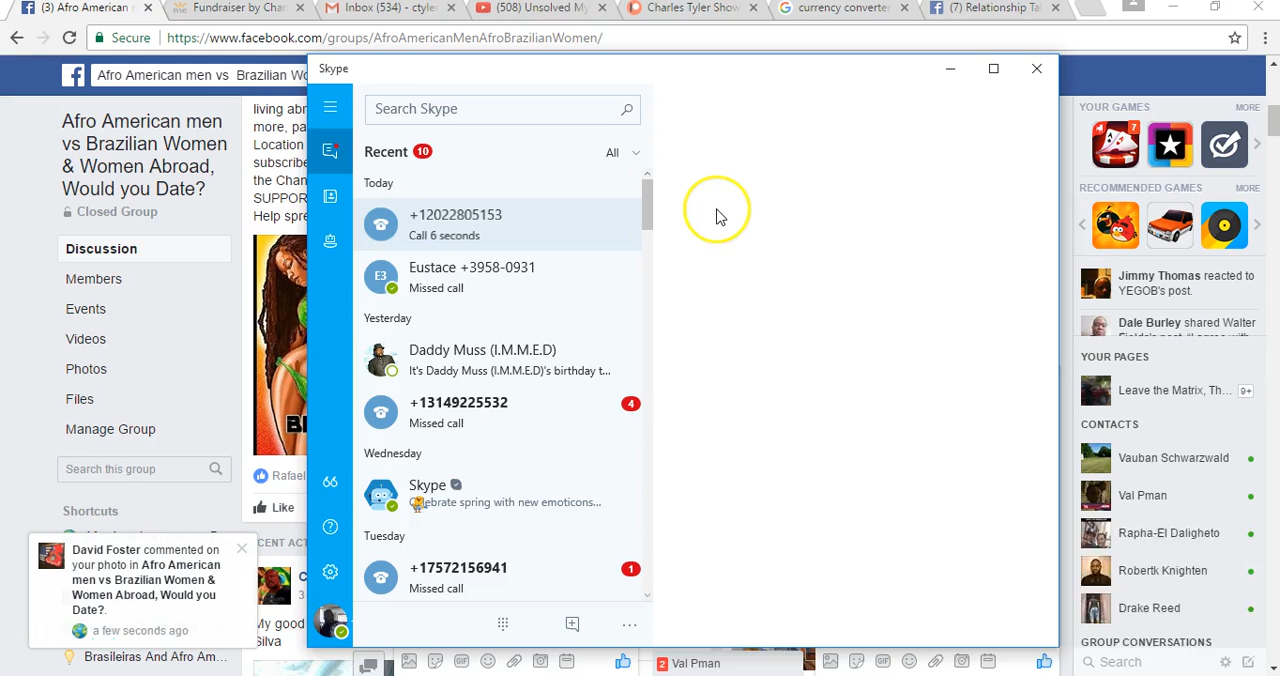 (3) Afro American m
Fundraiser by Char
Inbox (534) - ctyler
(508) Unsolved My
Charles Tyler Show
currency converter
(7) Relationship Ta
Secure
https://www.facebook.com/groups/AfroAmericanMenAfroBrazilianWomen/
Afro American men vs Brazilian Wo
Afro American men
vs Brazilian Women
& Women Abroad,
Would you Date?
Closed Group
Discussion
Members
Events
Videos
Photos
Files
Manage Group
Search this group
Shortcuts
Brasileiras And Afro Am...
David Foster commented on
your photo in Afro American
men vs Brazilian Women &
Women Abroad, Would you
Date?.
a few seconds ago
living abr
more, pa
Location
subscribe
the Chan
SUPPOR
Help spre
Rafael
Like
RECENT ACT
My good
Silva
Skype
Search Skype
Recent 10
All
Today
+12022805153
Call 6 seconds
E3
Eustace +3958-0931
Missed call
Yesterday
Daddy Muss (I.M.M.E.D)
It's Daddy Muss (I.M.M.E.D)'s birthday t...
+13149225532
4
Missed call
Wednesday
Skype
Celebrate spring with new emoticons...
Tuesday
+17572156941
1
Missed call
GIF
2 Val Pman
GIF
YOUR GAMES
MORE
7
RECOMMENDED GAMES
MORE
Jimmy Thomas reacted to
YEGOB's post.
Dale Burley shared Walter
YOUR PAGES
Leave the Matrix, Th...
9+
CONTACTS
Vauban Schwarzwald
Val Pman
Rapha-El Daligheto
Robertk Knighten
Drake Reed
GROUP CONVERSATIONS
Search